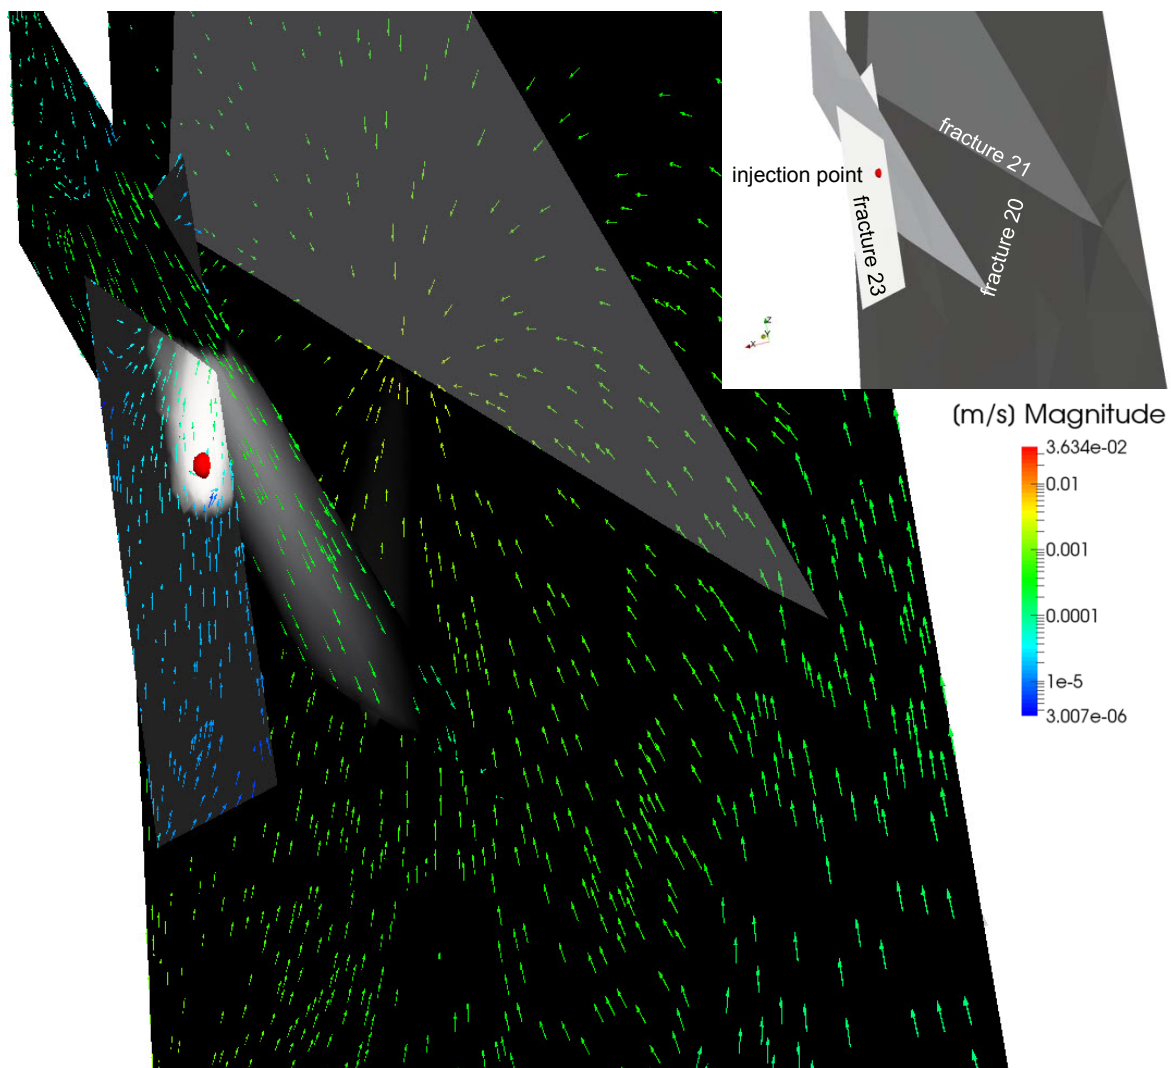 fracture 21
injection point
fracture 20
fracture 23
Z
Y
X
[m/s] Magnitude
3.634e-02
0.01
0.001
0.0001
1e-5
3.007e-06